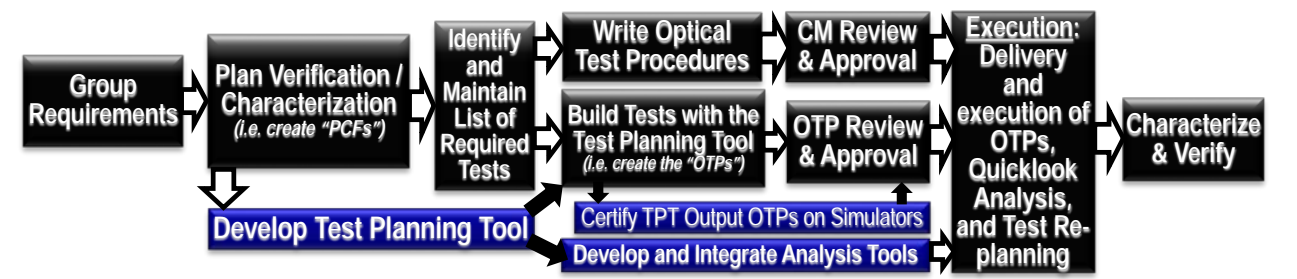 Group
Requirements
Plan Verification /
Characterization
(i.e. create “PCFs”)
Identify
and
Maintain
List of
Required
Tests
Write Optical
Test Procedures
CM Review
& Approval
Build Tests with the
Test Planning Tool
(i.e. create the “OTPs”)
OTP Review
& Approval
Execution:
Delivery
and
execution of
OTPs,
Quicklook
Analysis,
and Test Re-
planning
Characterize
& Verify
Develop Test Planning Tool
Certify TPT Output OTPs on Simulators
Develop and Integrate Analysis Tools